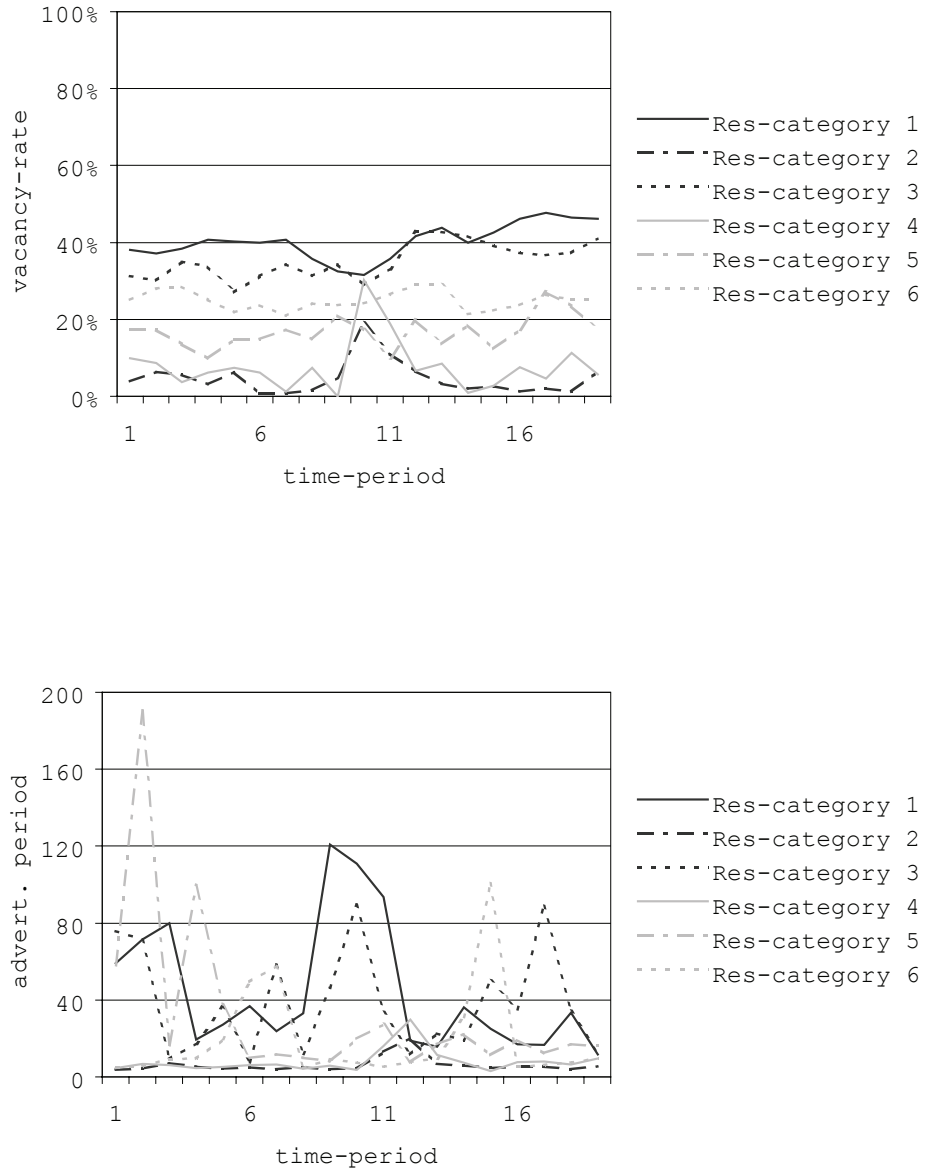 100%
80%
60%
40%
20%
0%
vacancy-rate
1 6 11 16
time-period
Res-category 1
Res-category 2
Res-category 3
Res-category 4
Res-category 5
Res-category 6
200
160
120
80
40
0
advert. period
1 6 11 16
time-period
Res-category 1
Res-category 2
Res-category 3
Res-category 4
Res-category 5
Res-category 6